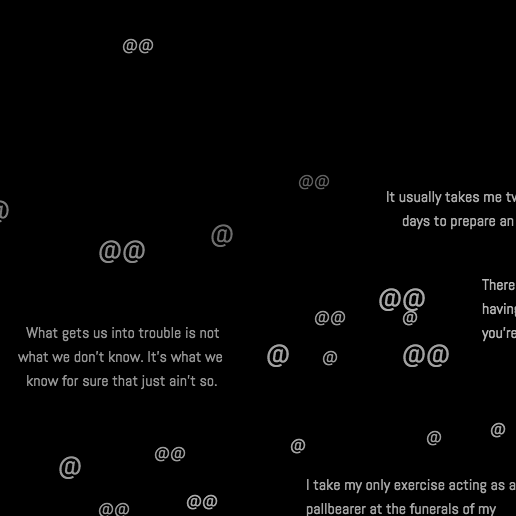 @@
@@
It usually takes me
days to prepare an
@
@
@@
There
@@
@@
@
you're
What gets us into trouble is not
what we don't know. It's what we
know for sure that just ain't so.
@
@
@@
@
@
@
@@
@
I take my only exercise acting as a
pallbearer at the funerals of my
@@
@@